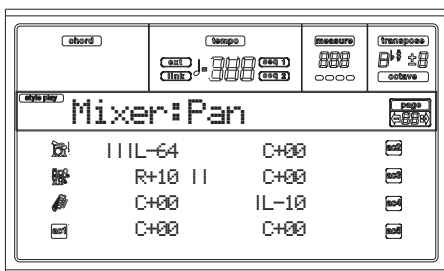 chord tempo measure transpose
ext seq 1
link seq 2
octave
style play
Mixer:Pan
page
IIIL-64 C+00 acc2
R+10 II C+00 acc3
C+00 IL-10 acc4
acc1 C+00 C+00 acc5